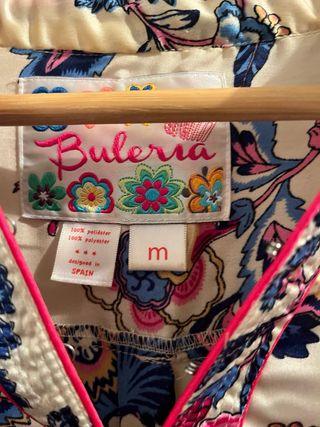 Buleria
100% poliéster
100% polyester
* * *
designed in
SPAIN
m